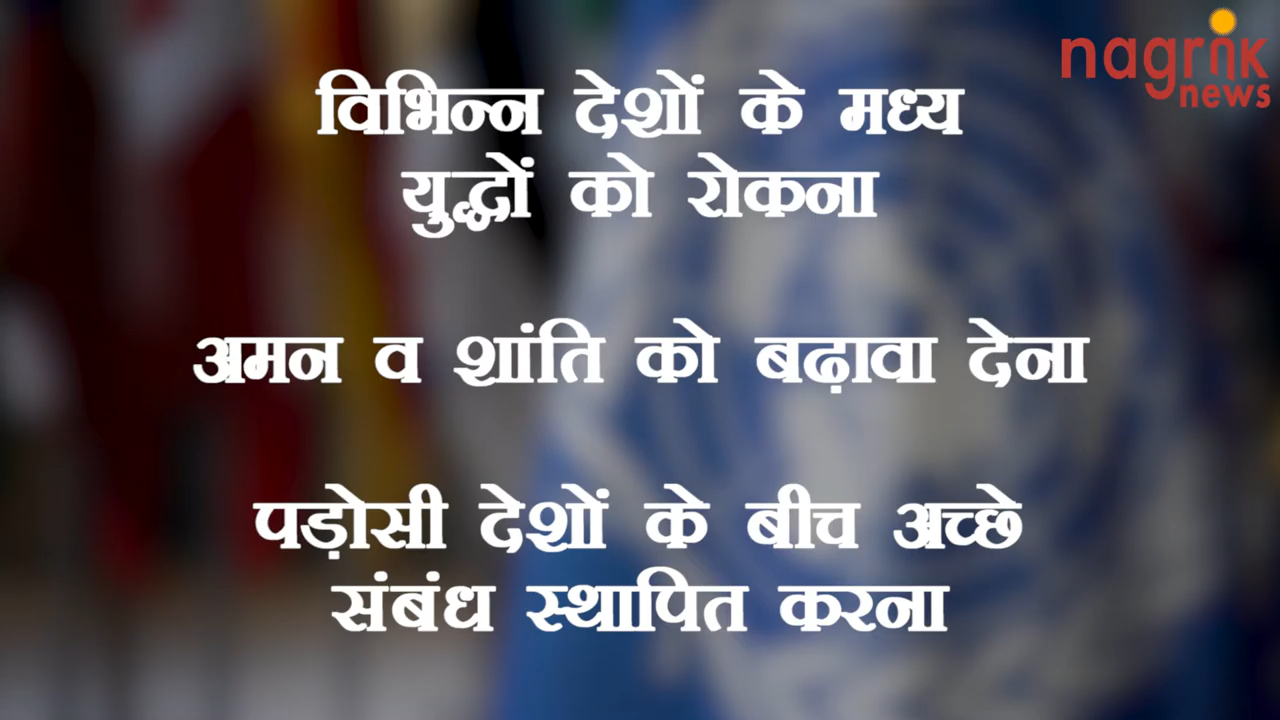 nagrik
news
विभिन्न देशों के मध्य
युद्धों को रोकना
अमन व शांति को बढ़ावा देना
पड़ोसी देशों के बीच अच्छे
संबंध स्थापित करना